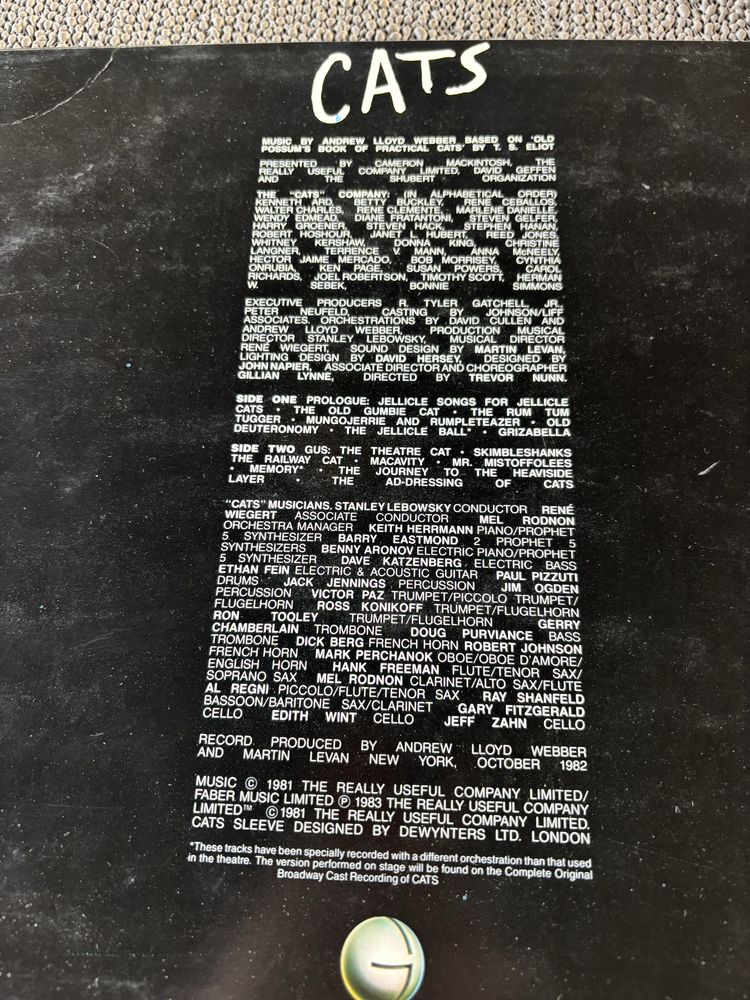 CATS
MUSIC BY ANDREW LLOYD WEBBER BASED ON 'OLD
POSSUM'S BOOK OF PRACTICAL CATS' BY T. S. ELIOT
PRESENTED BY CAMERON MACKINTOSH, THE
REALLY USEFUL COMPANY LIMITED, DAVID GEFFEN
AND THE SHUBERT ORGANIZATION
THE "CATS" COMPANY: (IN ALPHABETICAL ORDER)
KENNETH ARD, BETTY BUCKLEY, RENE CEBALLOS,
WALTER CHARLES, RENE CLEMENTE, MARLENE DANIELLE,
WENDY EDMEAD, DIANE FRATANTONI, STEVEN GELFER,
HARRY GROENER, STEVEN HACK, STEPHEN HANAN,
ROBERT HOSHOUR, JANET L. HUBERT, REED JONES,
WHITNEY KERSHAW, DONNA KING, CHRISTINE
LANGNER, TERRENCE V. MANN, ANNA McNEELY,
HECTOR JAIME MERCADO, BOB MORRISEY, CYNTHIA
ONRUBIA, KEN PAGE, SUSAN POWERS, CAROL
RICHARDS, JOEL ROBERTSON, TIMOTHY SCOTT, HERMAN
W. SEBEK, BONNIE SIMMONS
EXECUTIVE PRODUCERS R. TYLER GATCHELL, JR.,
PETER NEUFELD, CASTING BY JOHNSON/LIFF
ASSOCIATES. ORCHESTRATIONS BY DAVID CULLEN AND
ANDREW LLOYD WEBBER, PRODUCTION MUSICAL
DIRECTOR STANLEY LEBOWSKY, MUSICAL DIRECTOR
RENÉ WIEGERT, SOUND DESIGN BY MARTIN LEVAN,
LIGHTING DESIGN BY DAVID HERSEY, DESIGNED BY
JOHN NAPIER, ASSOCIATE DIRECTOR AND CHOREOGRAPHER
GILLIAN LYNNE, DIRECTED BY TREVOR NUNN.
SIDE ONE PROLOGUE: JELLICLE SONGS FOR JELLICLE
CATS • THE OLD GUMBIE CAT • THE RUM TUM
TUGGER • MUNGOJERRIE AND RUMPLETEAZER • OLD
DEUTERONOMY • THE JELLICLE BALL* • GRIZABELLA
SIDE TWO GUS: THE THEATRE CAT • SKIMBLESHANKS
THE RAILWAY CAT • MACAVITY • MR. MISTOFFOLEES
• MEMORY* • THE JOURNEY TO THE HEAVISIDE
LAYER • THE AD-DRESSING OF CATS
"CATS" MUSICIANS. STANLEY LEBOWSKY CONDUCTOR RENÉ
WIEGERT ASSOCIATE CONDUCTOR MEL RODNON
ORCHESTRA MANAGER KEITH HERRMANN PIANO/PROPHET
5 SYNTHESIZER BARRY EASTMOND 2 PROPHET 5
SYNTHESIZERS BENNY ARONOV ELECTRIC PIANO/PROPHET
5 SYNTHESIZER DAVE KATZENBERG ELECTRIC BASS
ETHAN FEIN ELECTRIC & ACOUSTIC GUITAR PAUL PIZZUTI
DRUMS JACK JENNINGS PERCUSSION JIM OGDEN
PERCUSSION VICTOR PAZ TRUMPET/PICCOLO TRUMPET/
FLUGELHORN ROSS KONIKOFF TRUMPET/FLUGELHORN
RON TOOLEY TRUMPET/FLUGELHORN GERRY
CHAMBERLAIN TROMBONE DOUG PURVIANCE BASS
TROMBONE DICK BERG FRENCH HORN ROBERT JOHNSON
FRENCH HORN MARK PERCHANOK OBOE/OBOE D'AMORE/
ENGLISH HORN HANK FREEMAN FLUTE/TENOR SAX/
SOPRANO SAX MEL RODNON CLARINET/ALTO SAX/FLUTE
AL REGNI PICCOLO/FLUTE/TENOR SAX RAY SHANFELD
BASSOON/BARITONE SAX/CLARINET GARY FITZGERALD
CELLO EDITH WINT CELLO JEFF ZAHN CELLO
RECORD PRODUCED BY ANDREW LLOYD WEBBER
AND MARTIN LEVAN NEW YORK, OCTOBER 1982
MUSIC © 1981 THE REALLY USEFUL COMPANY LIMITED/
FABER MUSIC LIMITED ℗ 1983 THE REALLY USEFUL COMPANY
LIMITED™ © 1981 THE REALLY USEFUL COMPANY LIMITED.
CATS SLEEVE DESIGNED BY DEWYNTERS LTD. LONDON
*These tracks have been specially recorded with a different orchestration than that used
in the theatre. The version performed on stage will be found on the Complete Original
Broadway Cast Recording of CATS